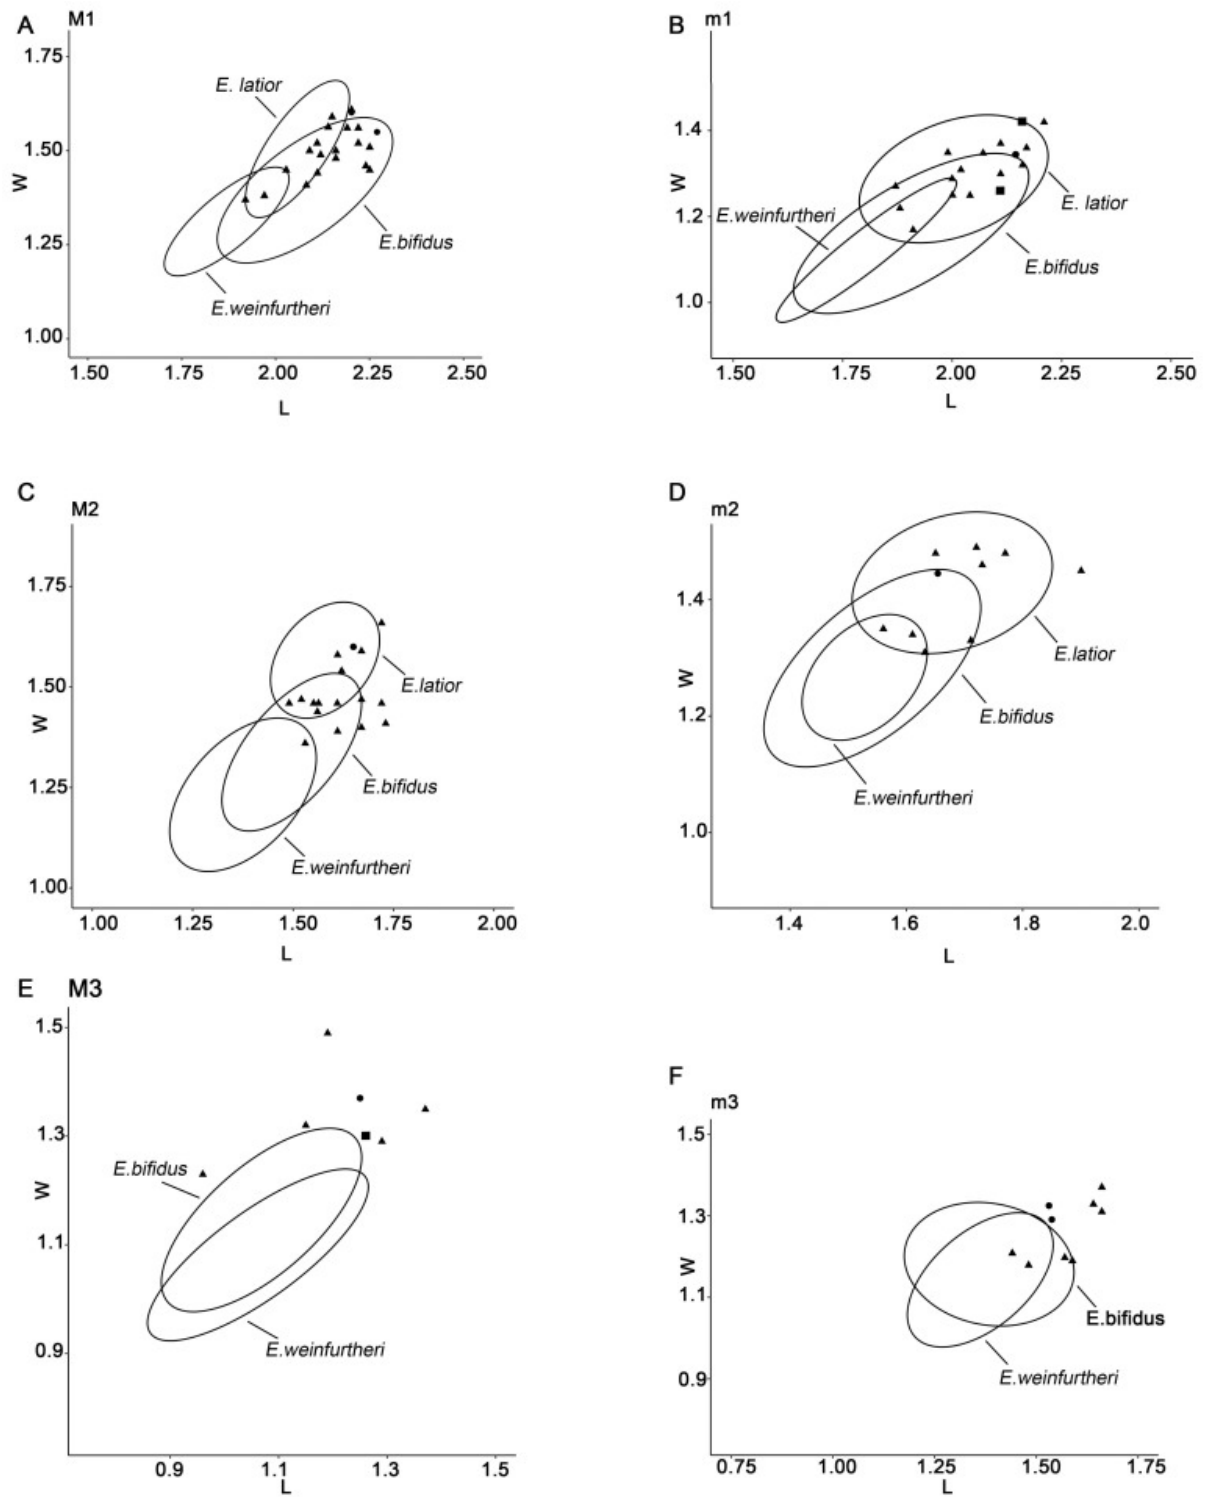 A M1
1.75
1.50
1.25
1.00
W
E. latior
E.bifidus
E.weinfurtheri
1.50 1.75 2.00 2.25 2.50
L
B m1
1.4
1.2
1.0
W
E.weinfurtheri
E. latior
E.bifidus
1.50 1.75 2.00 2.25 2.50
L
C M2
1.75
1.50
1.25
1.00
W
E.latior
E.bifidus
E.weinfurtheri
1.00 1.25 1.50 1.75 2.00
L
D m2
1.4
1.2
1.0
W
E.latior
E.bifidus
E.weinfurtheri
1.4 1.6 1.8 2.0
L
E M3
1.5
1.3
1.1
0.9
W
E.bifidus
E.weinfurtheri
0.9 1.1 1.3 1.5
L
F m3
1.5
1.3
1.1
0.9
W
E.bifidus
E.weinfurtheri
0.75 1.00 1.25 1.50 1.75
L